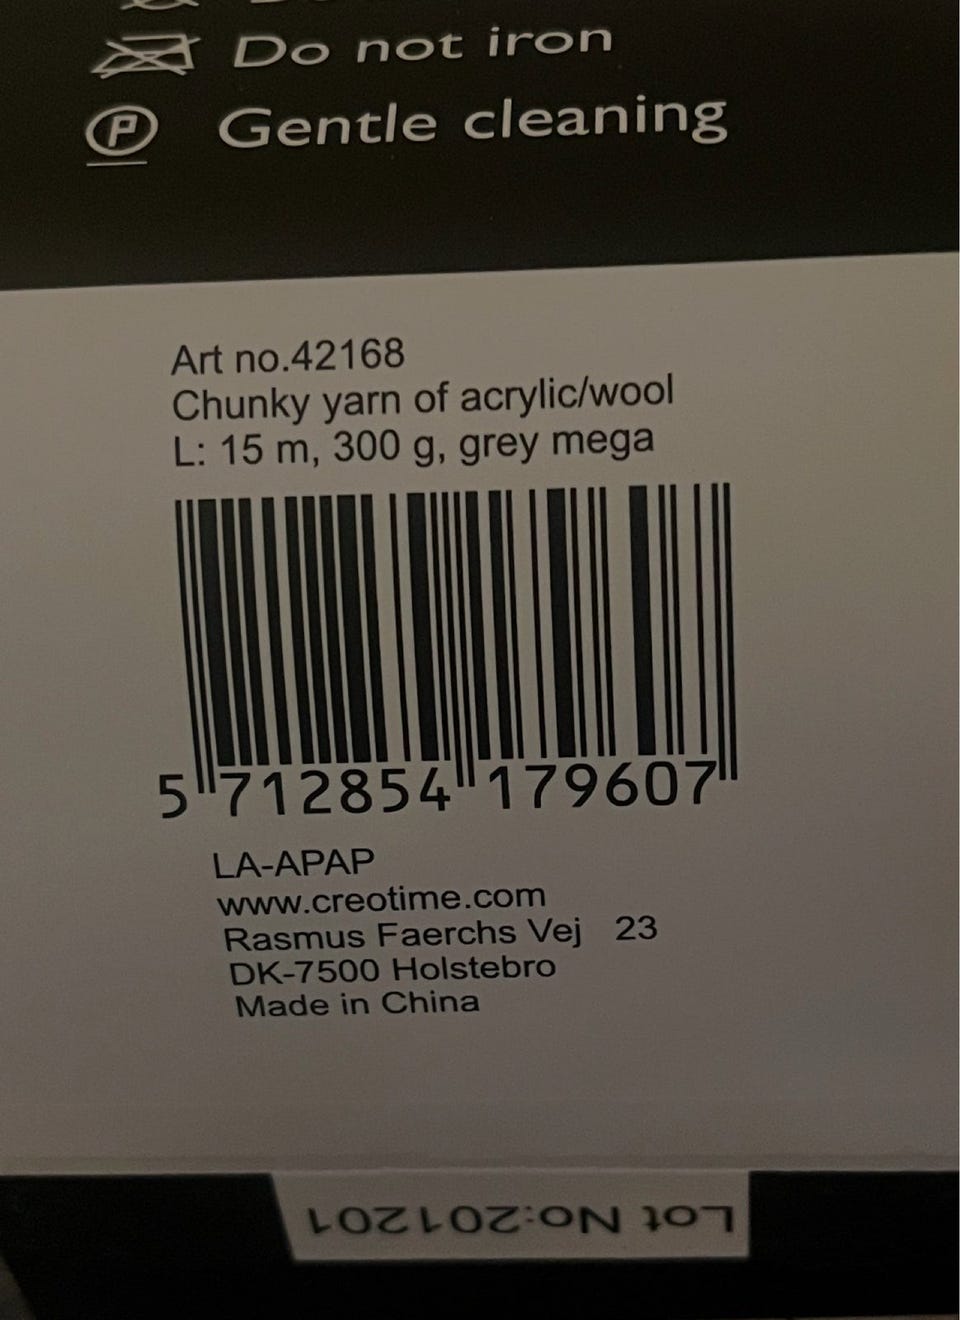 Do not iron
P Gentle cleaning
Art no.42168
Chunky yarn of acrylic/wool
L: 15 m, 300 g, grey mega
5 712854 179607
LA-APAP
www.creotime.com
Rasmus Faerchs Vej 23
DK-7500 Holstebro
Made in China
Lot No:201201